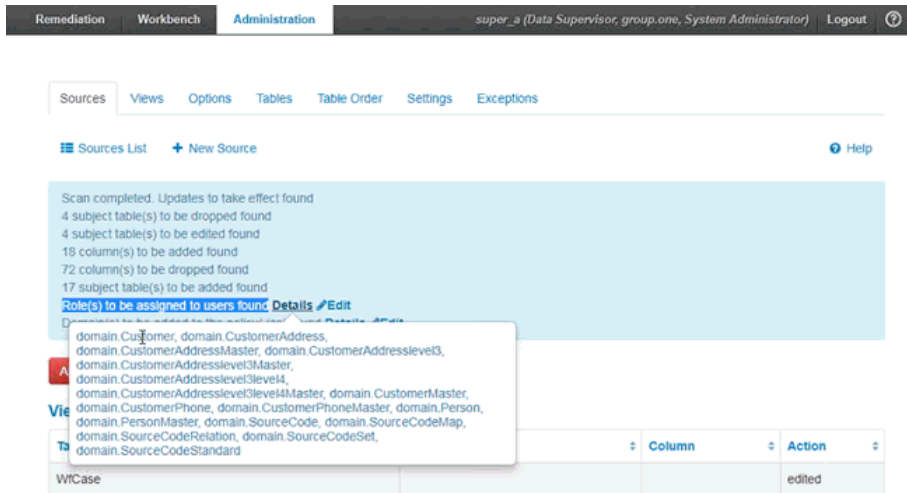 Remediation Workbench Administration super_a (Data Supervisor, group.one, System Administrator) Logout
Sources Views Options Tables Table Order Settings Exceptions
Sources List + New Source Help
Scan completed. Updates to take effect found
4 subject table(s) to be dropped found
4 subject table(s) to be edited found
18 column(s) to be added found
72 column(s) to be dropped found
17 subject table(s) to be added found
Role(s) to be assigned to users found Details Edit
domain.Customer, domain.CustomerAddress,
domain.CustomerAddressMaster, domain.CustomerAddresslevel3,
domain.CustomerAddresslevel3Master,
domain.CustomerAddresslevel3level4,
domain.CustomerAddresslevel3level4Master, domain.CustomerMaster,
domain.CustomerPhone, domain.CustomerPhoneMaster, domain.Person,
domain.PersonMaster, domain.SourceCode, domain.SourceCodeMap,
domain.SourceCodeRelation, domain.SourceCodeSet,
domain.SourceCodeStandard
Column Action
WfCase edited